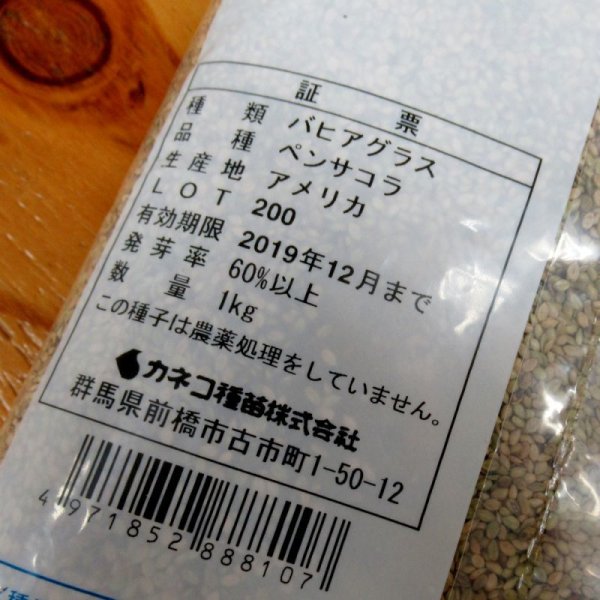 証票
種類 バヒアグラス
品種 ペンサコラ
生産地 アメリカ
LOT 200
有効期限 2019年12月まで
発芽率 60%以上
数量 1kg
この種子は農薬処理をしていません。
カネコ種苗株式会社
群馬県前橋市古市町1-50-12
4971852888107